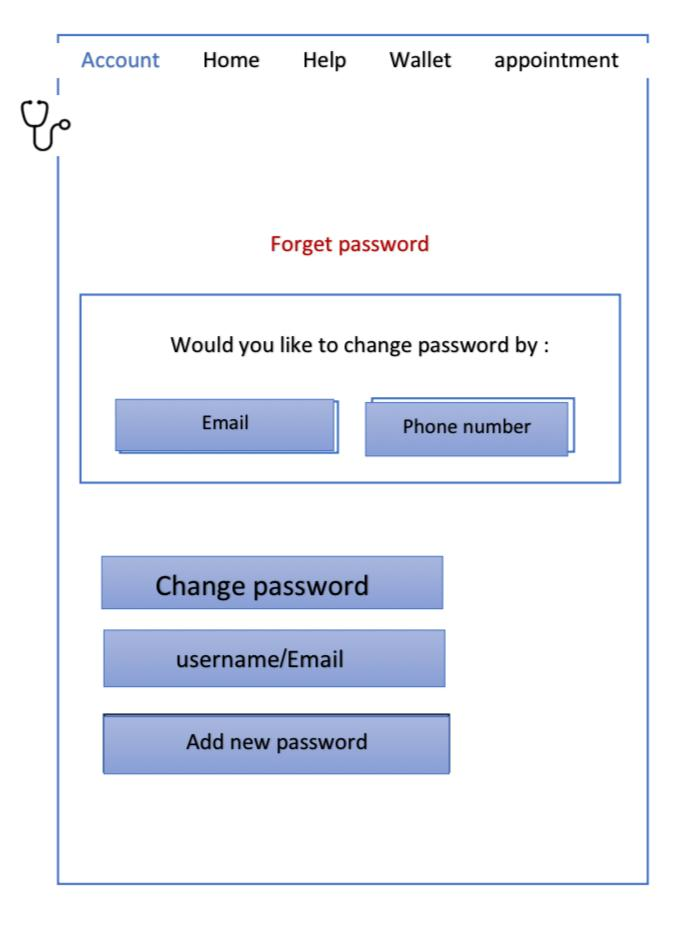 Account Home Help Wallet appointment
Forget password
Would you like to change password by :
Email Phone number
Change password
username/Email
Add new password